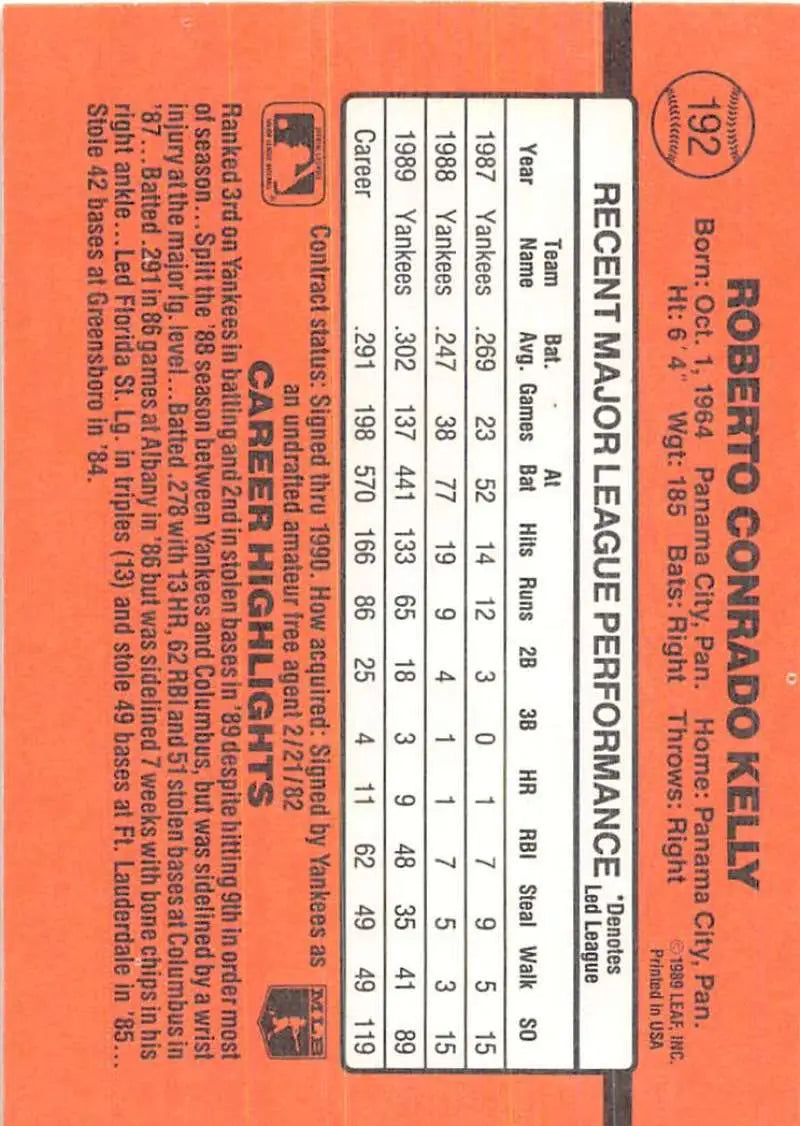 192
ROBERTO CONRADO KELLY
Born: Oct. 1, 1964 Panama City, Pan. Home: Panama City, Pan.
Ht: 6' 4" Wgt: 185 Bats: Right Throws: Right
© 1989 LEAF, INC.
Printed in USA
RECENT MAJOR LEAGUE PERFORMANCE
*Denotes
Led League
Year Team Name Bat. Avg. Games At Bat Hits Runs 2B 3B HR RBI Steal Walk SO
1987 Yankees .269 23 52 14 12 3 0 1 7 9 5 15
1988 Yankees .247 38 77 19 9 4 1 1 7 5 3 15
1989 Yankees .302 137 441 133 65 18 3 9 48 35 41 89
Career .291 198 570 166 86 25 4 11 62 49 49 119
Contract status: Signed thru 1990. How acquired: Signed by Yankees as
an undrafted amateur free agent 2/21/82
MLB
CAREER HIGHLIGHTS
Ranked 3rd on Yankees in batting and 2nd in stolen bases in '89 despite hitting 9th in order most
of season...Split the '88 season between Yankees and Columbus, but was sidelined by a wrist
injury at the major lg. level...Batted .278 with 13 HR, 62 RBI and 51 stolen bases at Columbus in
'87...Batted .291 in 86 games at Albany in '86 but was sidelined 7 weeks with bone chips in his
right ankle...Led Florida St. Lg. in triples (13) and stole 49 bases at Ft. Lauderdale in '85...
Stole 42 bases at Greensboro in '84.